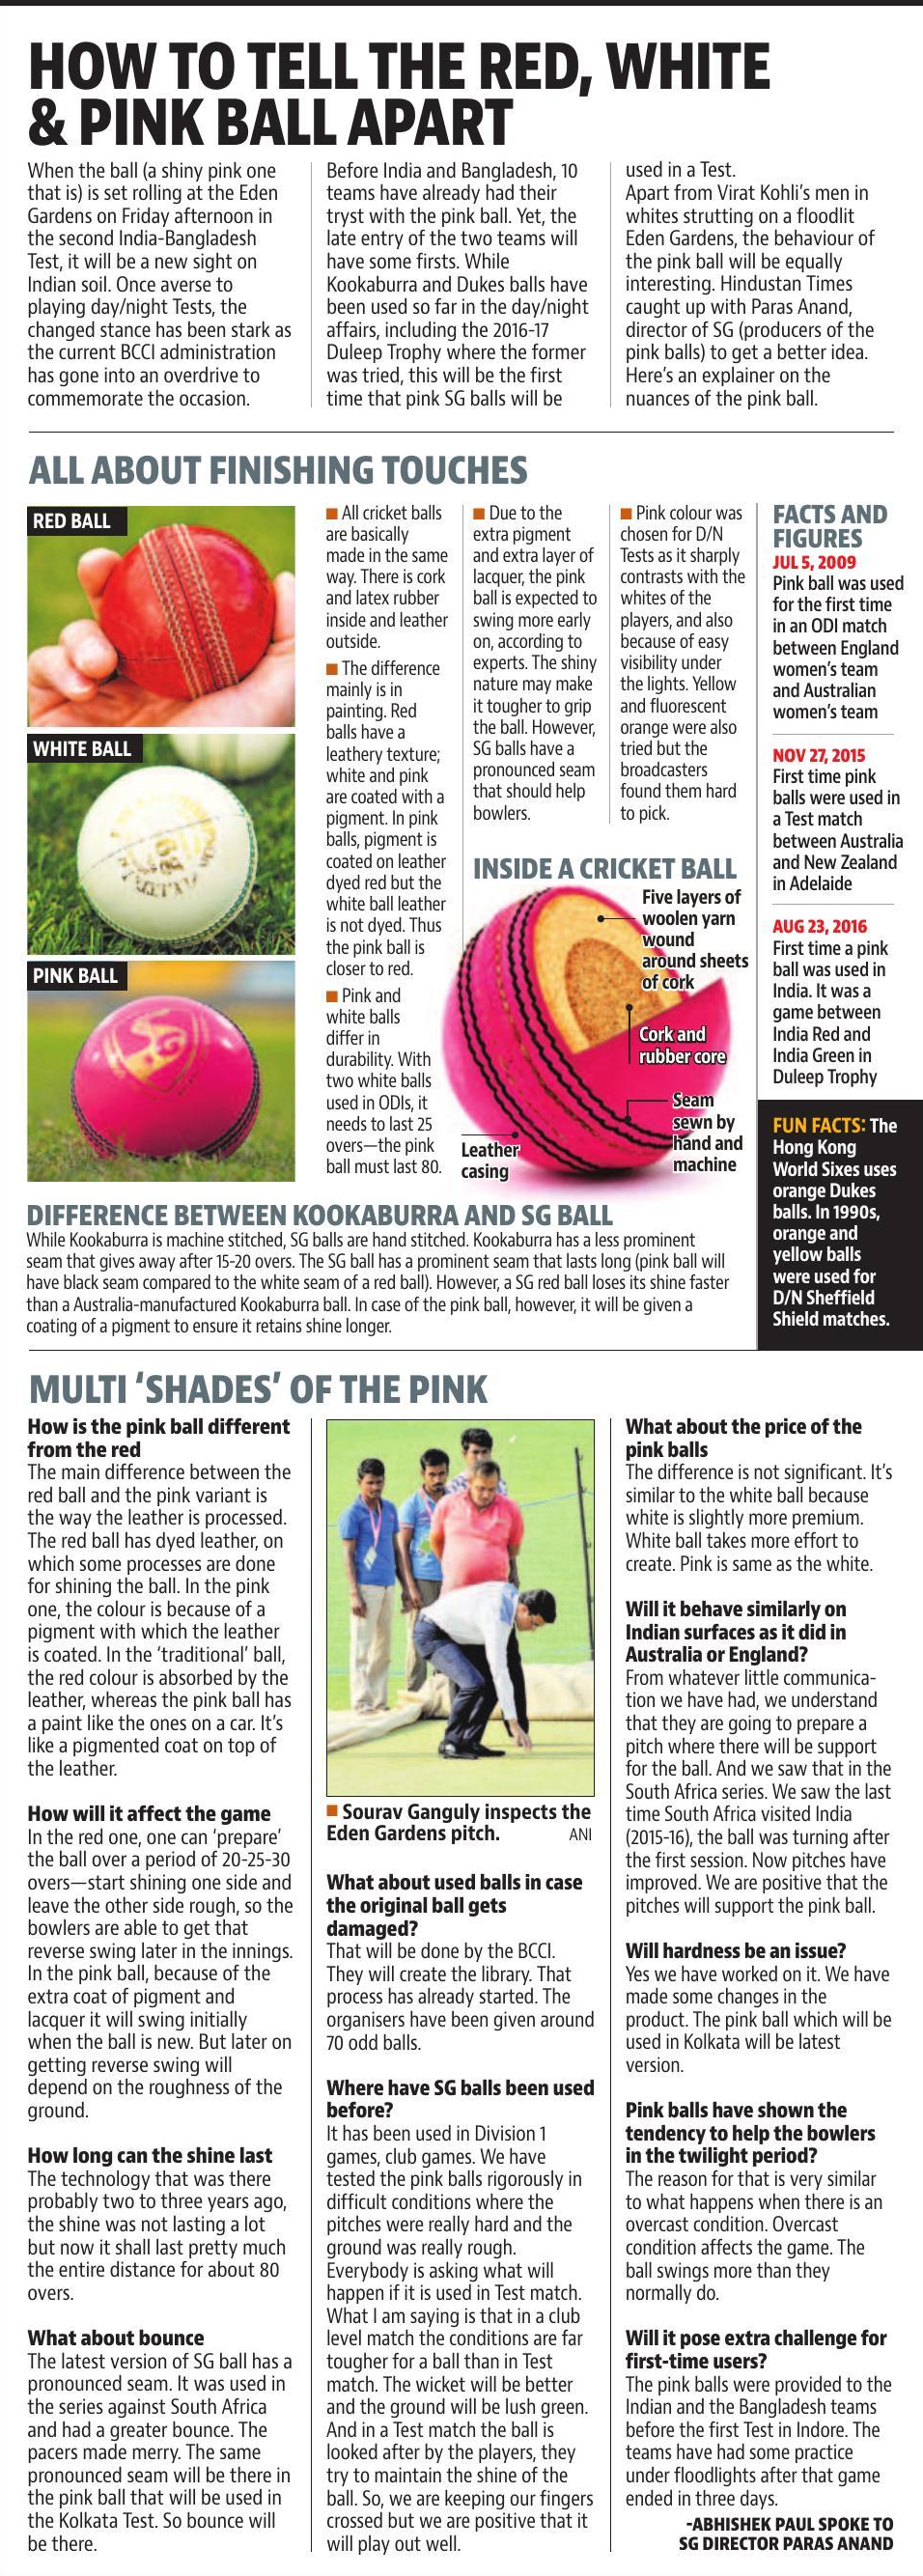 HOW TO TELL THE RED, WHITE
& PINK BALL APART
When the ball (a shiny pink one
that is) is set rolling at the Eden
Gardens on Friday afternoon in
the second India-Bangladesh
Test, it will be a new sight on
Indian soil. Once averse to
playing day/night Tests, the
changed stance has been stark as
the current BCCI administration
has gone into an overdrive to
commemorate the occasion.
Before India and Bangladesh, 10
teams have already had their
tryst with the pink ball. Yet, the
late entry of the two teams will
have some firsts. While
Kookaburra and Dukes balls have
been used so far in the day/night
affairs, including the 2016-17
Duleep Trophy where the former
was tried, this will be the first
time that pink SG balls will be
used in a Test.
Apart from Virat Kohli's men in
whites strutting on a floodlit
Eden Gardens, the behaviour of
the pink ball will be equally
interesting. Hindustan Times
caught up with Paras Anand,
director of SG (producers of the
pink balls) to get a better idea.
Here's an explainer on the
nuances of the pink ball.
ALL ABOUT FINISHING TOUCHES
RED BALL
WHITE BALL
PINK BALL
SG
■ All cricket balls
are basically
made in the same
way. There is cork
and latex rubber
inside and leather
outside.
■ The difference
mainly is in
painting. Red
balls have a
leathery texture;
white and pink
are coated with a
pigment. In pink
balls, pigment is
coated on leather
dyed red but the
white ball leather
is not dyed. Thus
the pink ball is
closer to red.
■ Pink and
white balls
differ in
durability. With
two white balls
used in ODIs, it
needs to last 25
overs—the pink
ball must last 80.
■ Due to the
extra pigment
and extra layer of
lacquer, the pink
ball is expected to
swing more early
on, according to
experts. The shiny
nature may make
it tougher to grip
the ball. However,
SG balls have a
pronounced seam
that should help
bowlers.
■ Pink colour was
chosen for D/N
Tests as it sharply
contrasts with the
whites of the
players, and also
because of easy
visibility under
the lights. Yellow
and fluorescent
orange were also
tried but the
broadcasters
found them hard
to pick.
INSIDE A CRICKET BALL
Five layers of
woolen yarn
wound
around sheets
of cork
Cork and
rubber core
Seam
sewn by
hand and
machine
Leather
casing
FACTS AND
FIGURES
JUL 5, 2009
Pink ball was used
for the first time
in an ODI match
between England
women's team
and Australian
women's team
NOV 27, 2015
First time pink
balls were used in
a Test match
between Australia
and New Zealand
in Adelaide
AUG 23, 2016
First time a pink
ball was used in
India. It was a
game between
India Red and
India Green in
Duleep Trophy
FUN FACTS: The
Hong Kong
World Sixes uses
orange Dukes
balls. In 1990s,
orange and
yellow balls
were used for
D/N Sheffield
Shield matches.
DIFFERENCE BETWEEN KOOKABURRA AND SG BALL
While Kookaburra is machine stitched, SG balls are hand stitched. Kookaburra has a less prominent
seam that gives away after 15-20 overs. The SG ball has a prominent seam that lasts long (pink ball will
have black seam compared to the white seam of a red ball). However, a SG red ball loses its shine faster
than a Australia-manufactured Kookaburra ball. In case of the pink ball, however, it will be given a
coating of a pigment to ensure it retains shine longer.
MULTI 'SHADES' OF THE PINK
How is the pink ball different
from the red
The main difference between the
red ball and the pink variant is
the way the leather is processed.
The red ball has dyed leather, on
which some processes are done
for shining the ball. In the pink
one, the colour is because of a
pigment with which the leather
is coated. In the 'traditional' ball,
the red colour is absorbed by the
leather, whereas the pink ball has
a paint like the ones on a car. It's
like a pigmented coat on top of
the leather.
How will it affect the game
In the red one, one can 'prepare'
the ball over a period of 20-25-30
overs—start shining one side and
leave the other side rough, so the
bowlers are able to get that
reverse swing later in the innings.
In the pink ball, because of the
extra coat of pigment and
lacquer it will swing initially
when the ball is new. But later on
getting reverse swing will
depend on the roughness of the
ground.
How long can the shine last
The technology that was there
probably two to three years ago,
the shine was not lasting a lot
but now it shall last pretty much
the entire distance for about 80
overs.
What about bounce
The latest version of SG ball has a
pronounced seam. It was used in
the series against South Africa
and had a greater bounce. The
pacers made merry. The same
pronounced seam will be there in
the pink ball that will be used in
the Kolkata Test. So bounce will
be there.
■ Sourav Ganguly inspects the
Eden Gardens pitch. ANI
What about used balls in case
the original ball gets
damaged?
That will be done by the BCCI.
They will create the library. That
process has already started. The
organisers have been given around
70 odd balls.
Where have SG balls been used
before?
It has been used in Division 1
games, club games. We have
tested the pink balls rigorously in
difficult conditions where the
pitches were really hard and the
ground was really rough.
Everybody is asking what will
happen if it is used in Test match.
What I am saying is that in a club
level match the conditions are far
tougher for a ball than in Test
match. The wicket will be better
and the ground will be lush green.
And in a Test match the ball is
looked after by the players, they
try to maintain the shine of the
ball. So, we are keeping our fingers
crossed but we are positive that it
will play out well.
What about the price of the
pink balls
The difference is not significant. It's
similar to the white ball because
white is slightly more premium.
White ball takes more effort to
create. Pink is same as the white.
Will it behave similarly on
Indian surfaces as it did in
Australia or England?
From whatever little communica-
tion we have had, we understand
that they are going to prepare a
pitch where there will be support
for the ball. And we saw that in the
South Africa series. We saw the last
time South Africa visited India
(2015-16), the ball was turning after
the first session. Now pitches have
improved. We are positive that the
pitches will support the pink ball.
Will hardness be an issue?
Yes we have worked on it. We have
made some changes in the
product. The pink ball which will be
used in Kolkata will be latest
version.
Pink balls have shown the
tendency to help the bowlers
in the twilight period?
The reason for that is very similar
to what happens when there is an
overcast condition. Overcast
condition affects the game. The
ball swings more than they
normally do.
Will it pose extra challenge for
first-time users?
The pink balls were provided to the
Indian and the Bangladesh teams
before the first Test in Indore. The
teams have had some practice
under floodlights after that game
ended in three days.
-ABHISHEK PAUL SPOKE TO
SG DIRECTOR PARAS ANAND